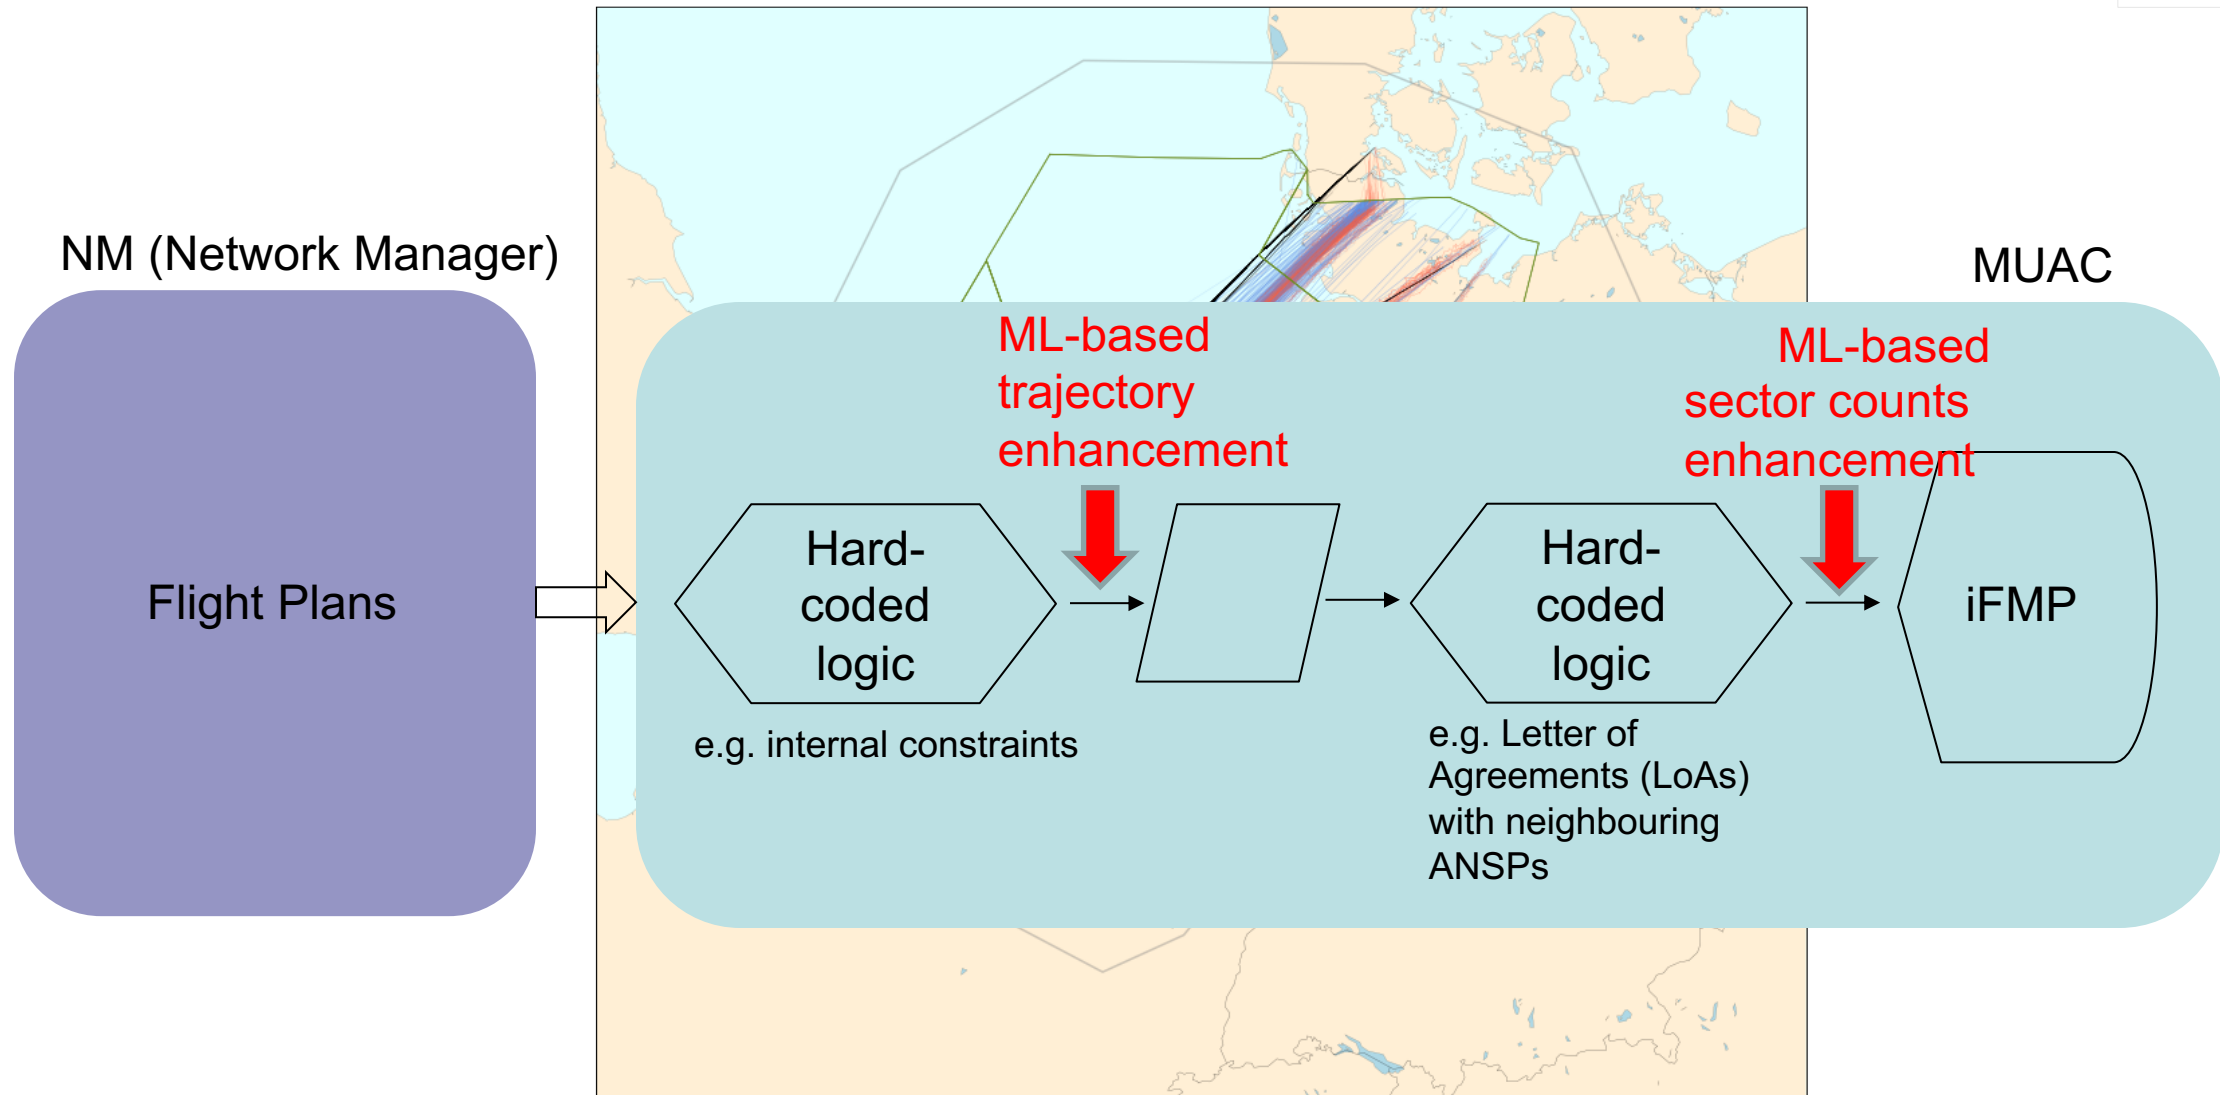 NM (Network Manager)
MUAC
Flight Plans
ML-based
trajectory
enhancement
ML-based
sector counts
enhancement
Hard-
coded
logic
e.g. internal constraints
Hard-
coded
logic
e.g. Letter of
Agreements (LoAs)
with neighbouring
ANSPs
iFMP